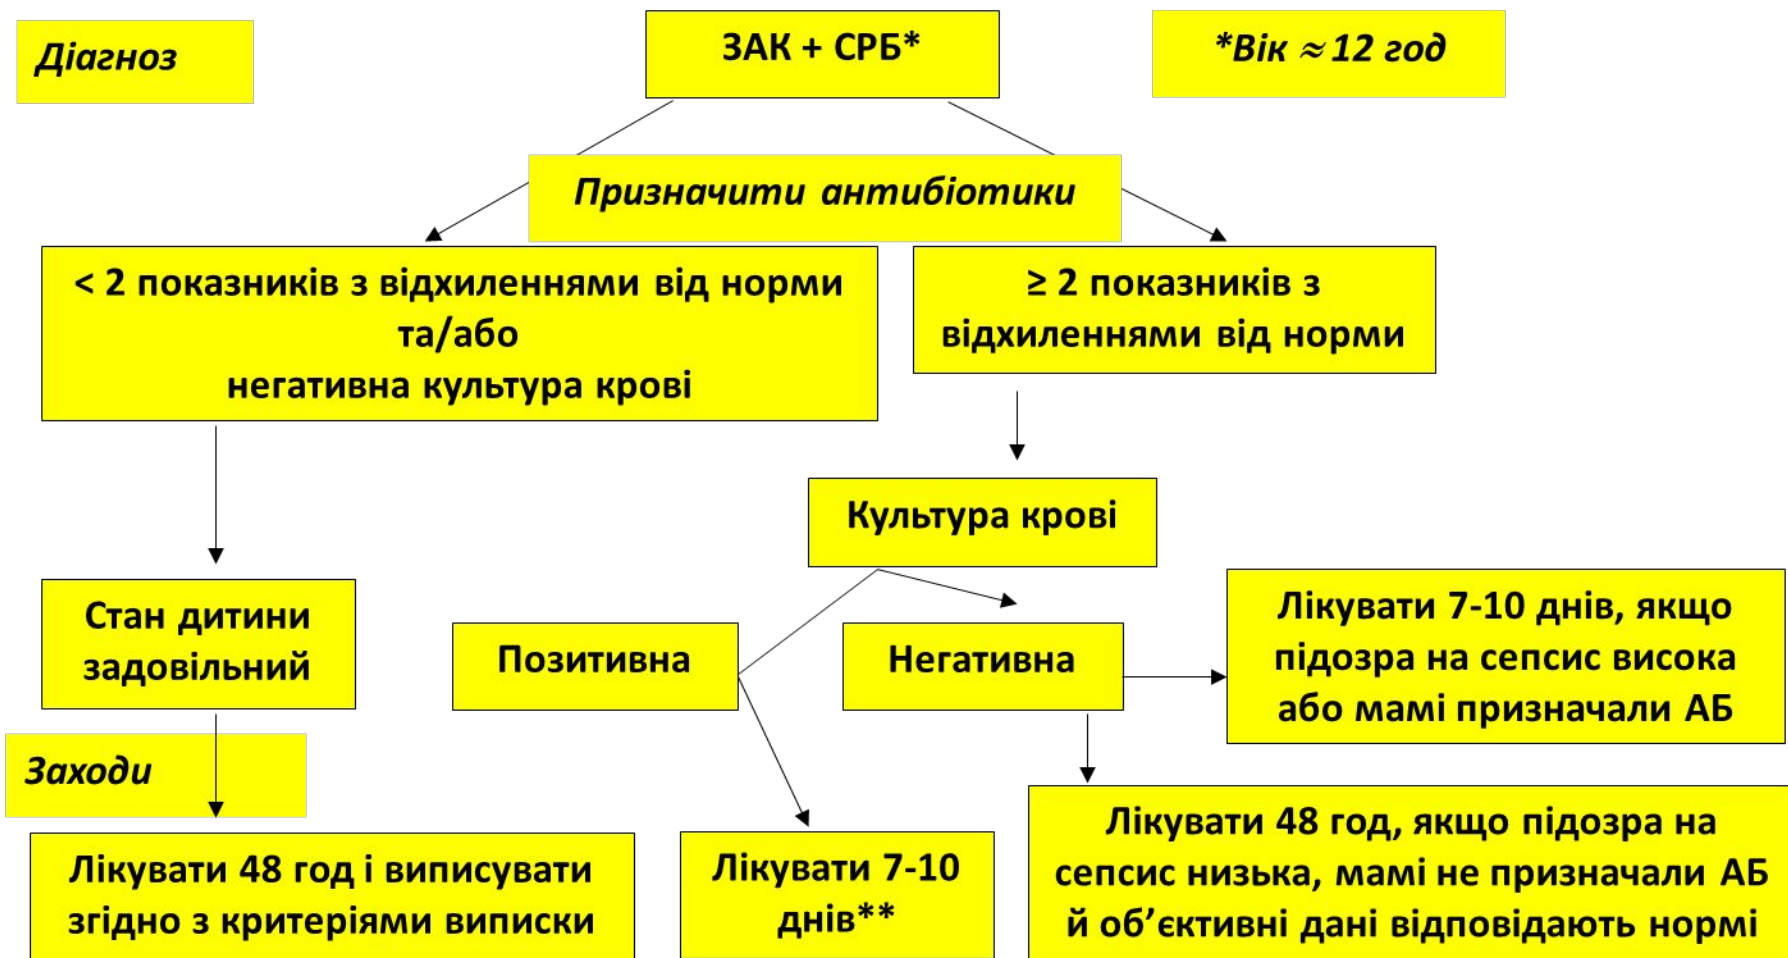 Діагноз
ЗАК + СРБ*
*Вік ≈ 12 год
Призначити антибіотики
< 2 показників з відхиленнями від норми
та/або
негативна культура крові
≥ 2 показників з
відхиленнями від норми
Культура крові
Стан дитини
задовільний
Позитивна
Негативна
Лікувати 7-10 днів, якщо
підозра на сепсис висока
або мамі призначали АБ
Заходи
Лікувати 48 год і виписувати
згідно з критеріями виписки
Лікувати 7-10
днів**
Лікувати 48 год, якщо підозра на
сепсис низька, мамі не призначали АБ
й об’єктивні дані відповідають нормі